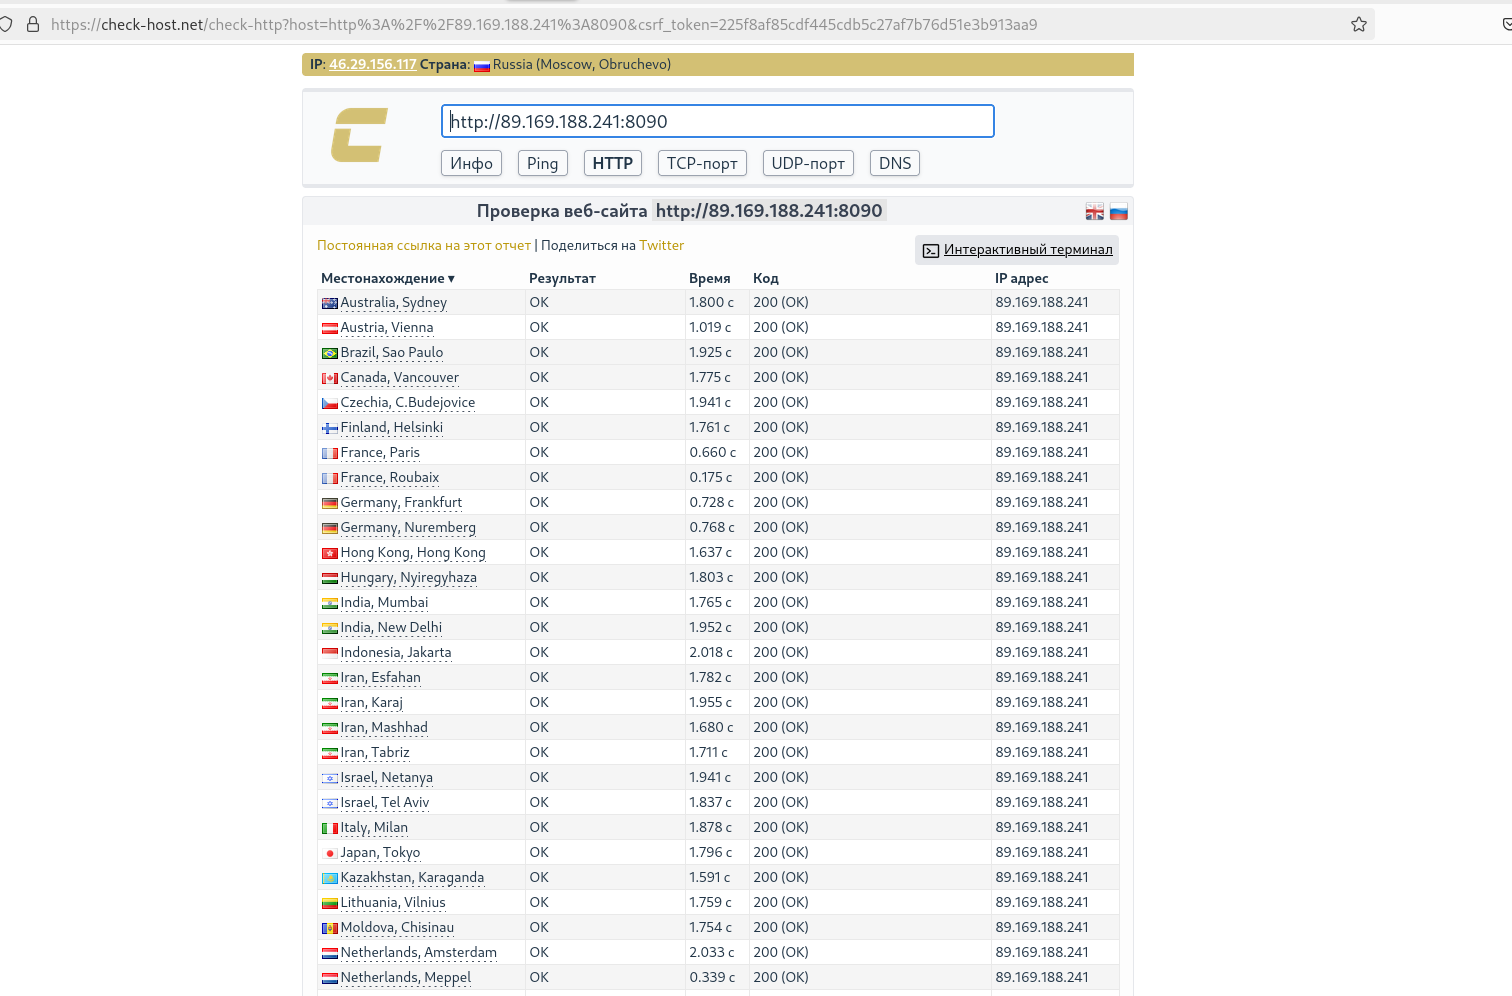 https://check-host.net/check-http?host=http%3A%2F%2F89.169.188.241%3A8090&csrf_token=225f8af85cdf445cdb5c27af7b76d51e3b913aa9
IP: 46.29.156.117 Страна: Russia (Moscow, Obruchevo)
http://89.169.188.241:8090
Инфо Ping HTTP TCP-порт UDP-порт DNS
Проверка веб-сайта http://89.169.188.241:8090
Постоянная ссылка на этот отчет | Поделиться на Twitter
Интерактивный терминал
Местонахождение ▾ Результат Время Код IP адрес
Australia, Sydney OK 1.800 с 200 (OK) 89.169.188.241
Austria, Vienna OK 1.019 с 200 (OK) 89.169.188.241
Brazil, Sao Paulo OK 1.925 с 200 (OK) 89.169.188.241
Canada, Vancouver OK 1.775 с 200 (OK) 89.169.188.241
Czechia, C.Budejovice OK 1.941 с 200 (OK) 89.169.188.241
Finland, Helsinki OK 1.761 с 200 (OK) 89.169.188.241
France, Paris OK 0.660 с 200 (OK) 89.169.188.241
France, Roubaix OK 0.175 с 200 (OK) 89.169.188.241
Germany, Frankfurt OK 0.728 с 200 (OK) 89.169.188.241
Germany, Nuremberg OK 0.768 с 200 (OK) 89.169.188.241
Hong Kong, Hong Kong OK 1.637 с 200 (OK) 89.169.188.241
Hungary, Nyiregyhaza OK 1.803 с 200 (OK) 89.169.188.241
India, Mumbai OK 1.765 с 200 (OK) 89.169.188.241
India, New Delhi OK 1.952 с 200 (OK) 89.169.188.241
Indonesia, Jakarta OK 2.018 с 200 (OK) 89.169.188.241
Iran, Esfahan OK 1.782 с 200 (OK) 89.169.188.241
Iran, Karaj OK 1.955 с 200 (OK) 89.169.188.241
Iran, Mashhad OK 1.680 с 200 (OK) 89.169.188.241
Iran, Tabriz OK 1.711 с 200 (OK) 89.169.188.241
Israel, Netanya OK 1.941 с 200 (OK) 89.169.188.241
Israel, Tel Aviv OK 1.837 с 200 (OK) 89.169.188.241
Italy, Milan OK 1.878 с 200 (OK) 89.169.188.241
Japan, Tokyo OK 1.796 с 200 (OK) 89.169.188.241
Kazakhstan, Karaganda OK 1.591 с 200 (OK) 89.169.188.241
Lithuania, Vilnius OK 1.759 с 200 (OK) 89.169.188.241
Moldova, Chisinau OK 1.754 с 200 (OK) 89.169.188.241
Netherlands, Amsterdam OK 2.033 с 200 (OK) 89.169.188.241
Netherlands, Meppel OK 0.339 с 200 (OK) 89.169.188.241